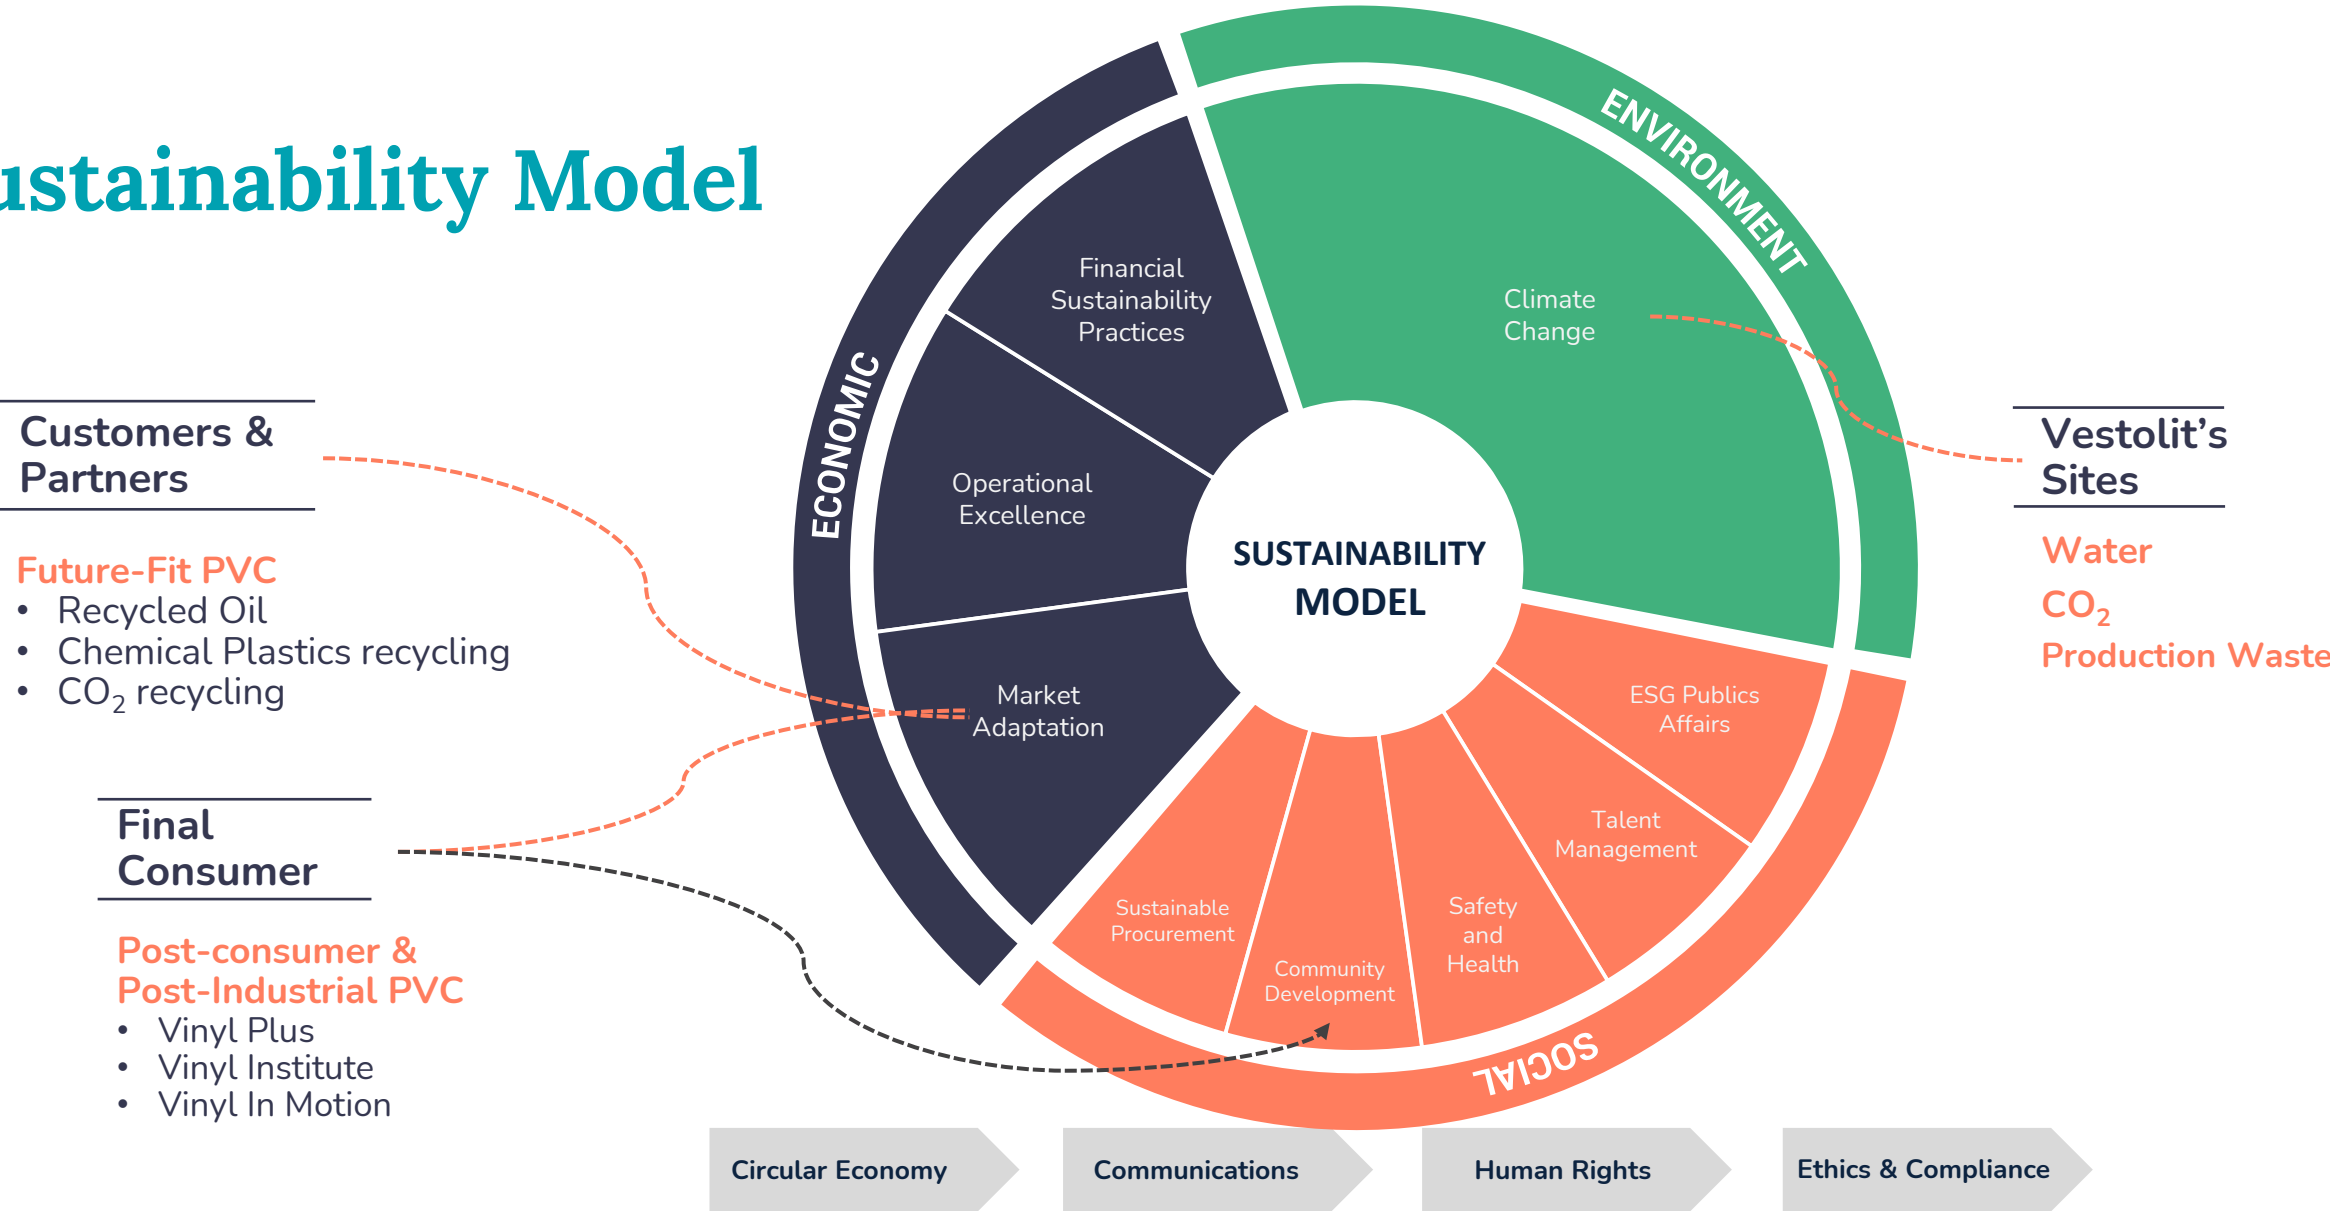 ustainability Model
ENVIRONMENT
ECONOMIC
SOCIAL
Financial
Sustainability
Practices
Climate
Change
Operational
Excellence
Market
Adaptation
SUSTAINABILITY
MODEL
ESG Publics
Affairs
Talent
Management
Safety
and
Health
Community
Development
Sustainable
Procurement
Customers &
Partners
Future-Fit PVC
• Recycled Oil
• Chemical Plastics recycling
• CO₂ recycling
Final
Consumer
Post-consumer &
Post-Industrial PVC
• Vinyl Plus
• Vinyl Institute
• Vinyl In Motion
Vestolit’s
Sites
Water
CO₂
Production Waste
Circular Economy
Communications
Human Rights
Ethics & Compliance